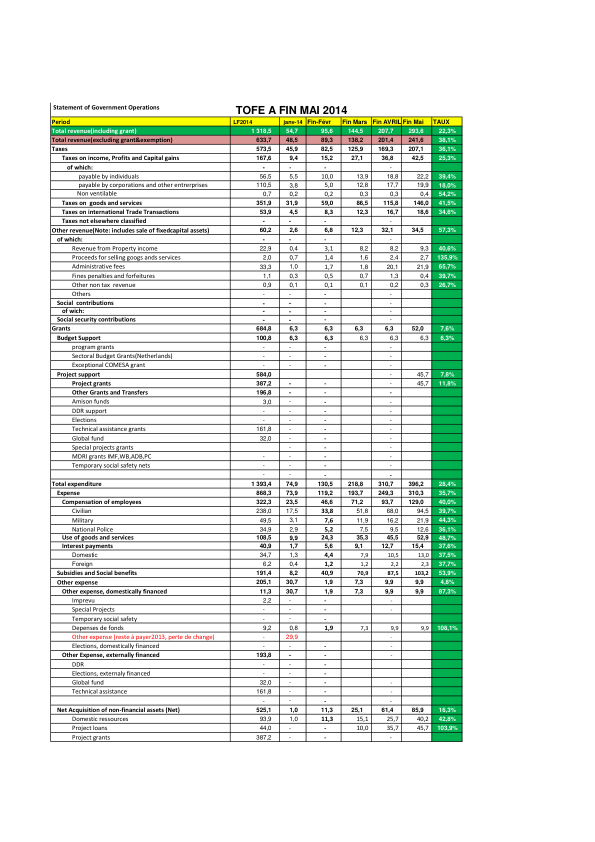 Statement of Government Operations
TOFE A FIN MAI 2014
Period LF2014 janv-14 Fin-Févr Fin Mars Fin AVRIL Fin Mai TAUX
Total revenue(including grant) 1 318,5 54,7 95,6 144,5 207,7 293,6 22,3%
Total revenue(excluding grant&exemption) 633,7 48,5 89,3 138,2 201,4 241,6 38,1%
Taxes 573,5 45,9 82,5 125,9 169,3 207,1 36,1%
Taxes on income, Profits and Capital gains 167,6 9,4 15,2 27,1 36,8 42,5 25,3%
of which: - - - -
payable by individuals 56,5 5,5 10,0 13,9 18,8 22,2 39,4%
payable by corporations and other entrerprises 110,5 3,8 5,0 12,8 17,7 19,9 18,0%
Non ventilable 0,7 0,2 0,2 0,3 0,3 0,4 54,2%
Taxes on goods and services 351,9 31,9 59,0 86,5 115,8 146,0 41,5%
Taxes on international Trade Transactions 53,9 4,5 8,3 12,3 16,7 18,6 34,6%
Taxes not elsewhere classified - - - -
Other revenue(Note: includes sale of fixedcapital assets) 60,2 2,6 6,8 12,3 32,1 34,5 57,3%
of which: - - - -
Revenue from Property income 22,9 0,4 3,1 8,2 8,2 9,3 40,6%
Proceeds for selling googs and services 2,0 0,7 1,4 1,6 2,4 2,7 135,9%
Administrative fees 33,3 1,0 1,7 1,8 20,1 21,9 65,7%
Fines penalties and forfeitures 1,1 0,3 0,5 0,7 1,3 0,4 39,7%
Other non tax revenue 0,9 0,1 0,1 0,1 0,1 0,2 26,7%
Others - - - -
Social contributions - - - -
of wich: - - - -
Social security contributions - - - -
Grants 684,8 6,3 6,3 6,3 6,3 52,0 7,6%
Budget Support 100,8 6,3 6,3 6,3 6,3 6,3 6,3%
program grants - - - -
Sectoral Budget Grants(Netherlands) - - - -
Exceptional COMESA grant - - - -
Project support 584,0 - 45,7 7,8%
Project grants 387,2 - - - 45,7 11,8%
Other Grants and Transfers 196,8 - - -
Amison funds 3,0 - - -
DDR support - - - -
Elections - - - -
Technical assistance grants 161,8 - - -
Global fund 32,0 - - -
Special projects grants - - -
MDRI grants IMF,WB,ADB,PC - - - -
Temporary social safety nets - - - -
- - - -
Total expenditure 1 393,4 74,9 130,5 218,8 310,7 396,2 28,4%
Expense 868,3 73,9 119,2 193,7 249,3 310,3 35,7%
Compensation of employees 322,3 23,5 46,6 71,2 93,7 129,0 40,0%
Civilian 238,0 17,5 33,8 51,8 68,0 94,5 39,7%
Military 49,5 3,1 7,6 11,9 16,2 21,9 44,3%
National Police 34,9 2,9 5,2 7,5 9,5 12,6 36,1%
Use of goods and services 108,5 9,9 24,3 35,3 45,5 52,9 48,7%
Interest payments 40,9 1,7 5,6 9,1 12,7 15,4 37,6%
Domestic 34,7 1,3 4,4 7,9 10,5 13,0 37,5%
Foreign 6,2 0,4 1,2 1,2 2,2 2,3 37,7%
Subsidies and Social benefits 191,4 8,2 40,9 70,9 87,5 103,2 53,9%
Other expense 205,1 30,7 1,9 7,3 9,9 9,9 4,8%
Other expense, domestically financed 11,3 30,7 1,9 7,3 9,9 9,9 87,3%
Imprevu 2,2 - - -
Special Projects - - - -
Temporary social safety - - -
Depenses de fonds 9,2 0,8 1,9 7,3 9,9 9,9 108,1%
Other expense (reste à payer2013, perte de change) - 29,9 -
Elections, domestically financed - - -
Other Expense, externally financed 193,8 - -
DDR - - -
Elections, externaly financed - - -
Global fund 32,0 - - -
Technical assistance 161,8 - - -
- - - -
Net Acquisition of non-financial assets (Net) 525,1 1,0 11,3 25,1 61,4 85,9 16,3%
Domestic ressources 93,9 1,0 11,3 15,1 25,7 40,2 42,8%
Project loans 44,0 - - 10,0 35,7 45,7 103,9%
Project grants 387,2 - - -